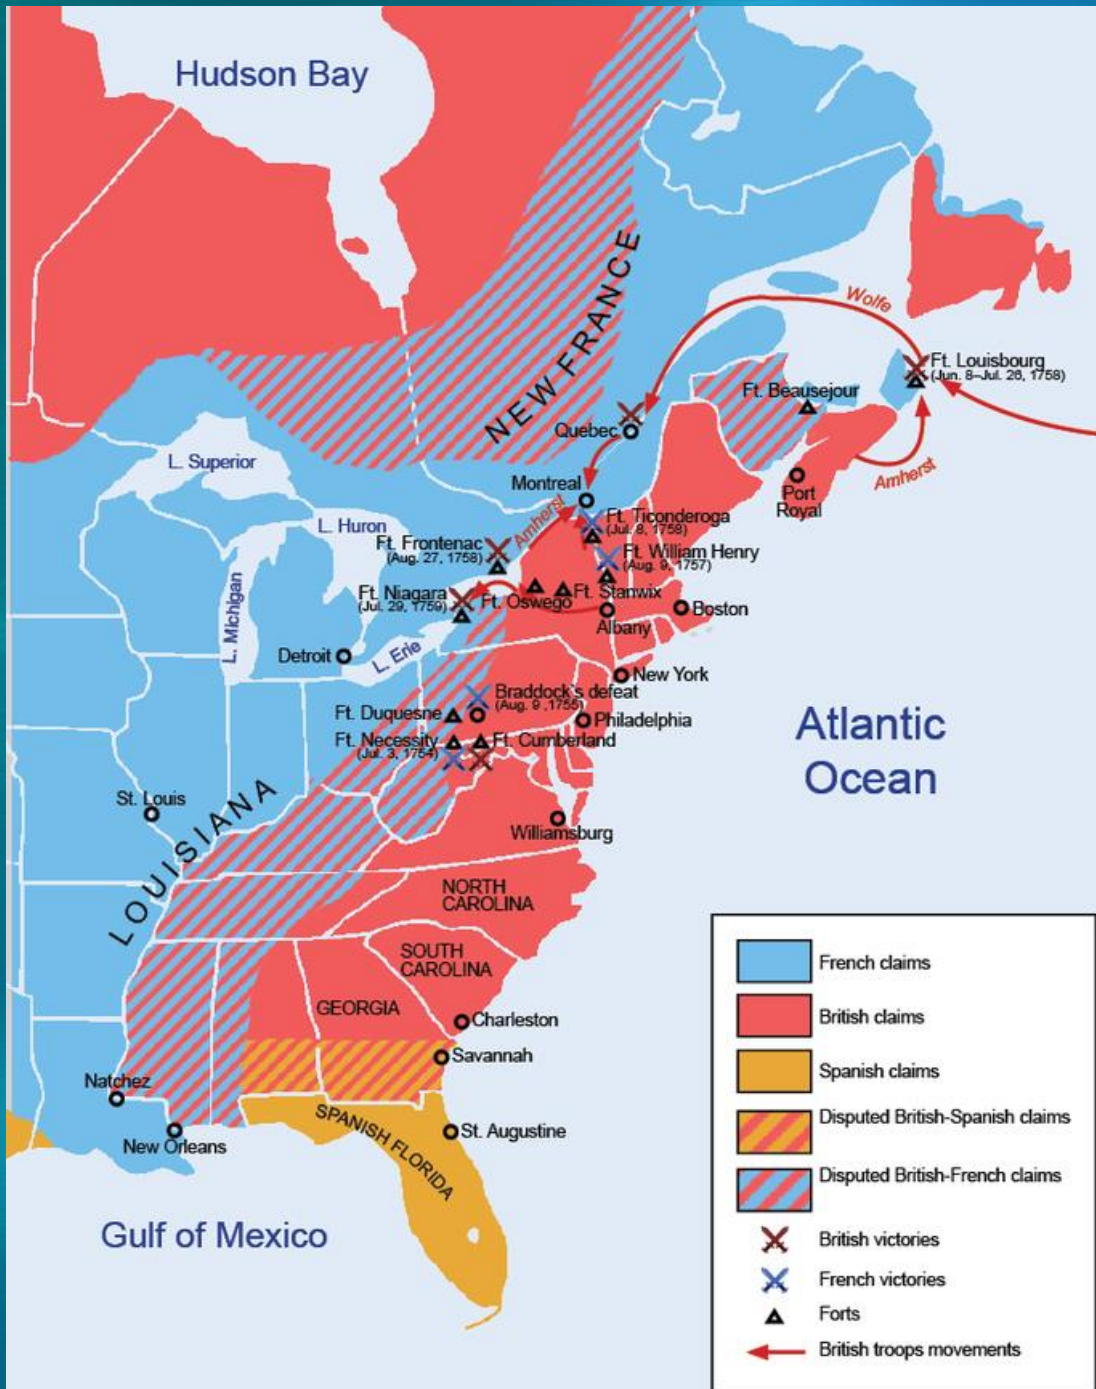 Hudson Bay
NEW FRANCE
Wolfe
Ft. Louisbourg
(Jun. 8–Jul. 26, 1758)
Ft. Beausejour
Quebec
L. Superior
Amherst
Montreal
Port
Royal
L. Huron
Amherst
Ft. Ticonderoga
(Jul. 8, 1758)
Ft. Frontenac
(Aug. 27, 1758)
Ft. William Henry
(Aug. 9, 1757)
L. Michigan
Ft. Niagara
(Jul. 29, 1759)
Ft. Oswego
Ft. Stanwix
Albany
Boston
Detroit
L. Erie
New York
Braddock's defeat
(Aug. 9 ,1755)
Ft. Duquesne
Philadelphia
Ft. Necessity
(Jul. 3, 1754)
Ft. Cumberland
Atlantic
Ocean
St. Louis
LOUISIANA
Williamsburg
NORTH
CAROLINA
SOUTH
CAROLINA
GEORGIA
Charleston
Savannah
Natchez
New Orleans
SPANISH FLORIDA
St. Augustine
Gulf of Mexico
French claims
British claims
Spanish claims
Disputed British-Spanish claims
Disputed British-French claims
British victories
French victories
Forts
British troops movements